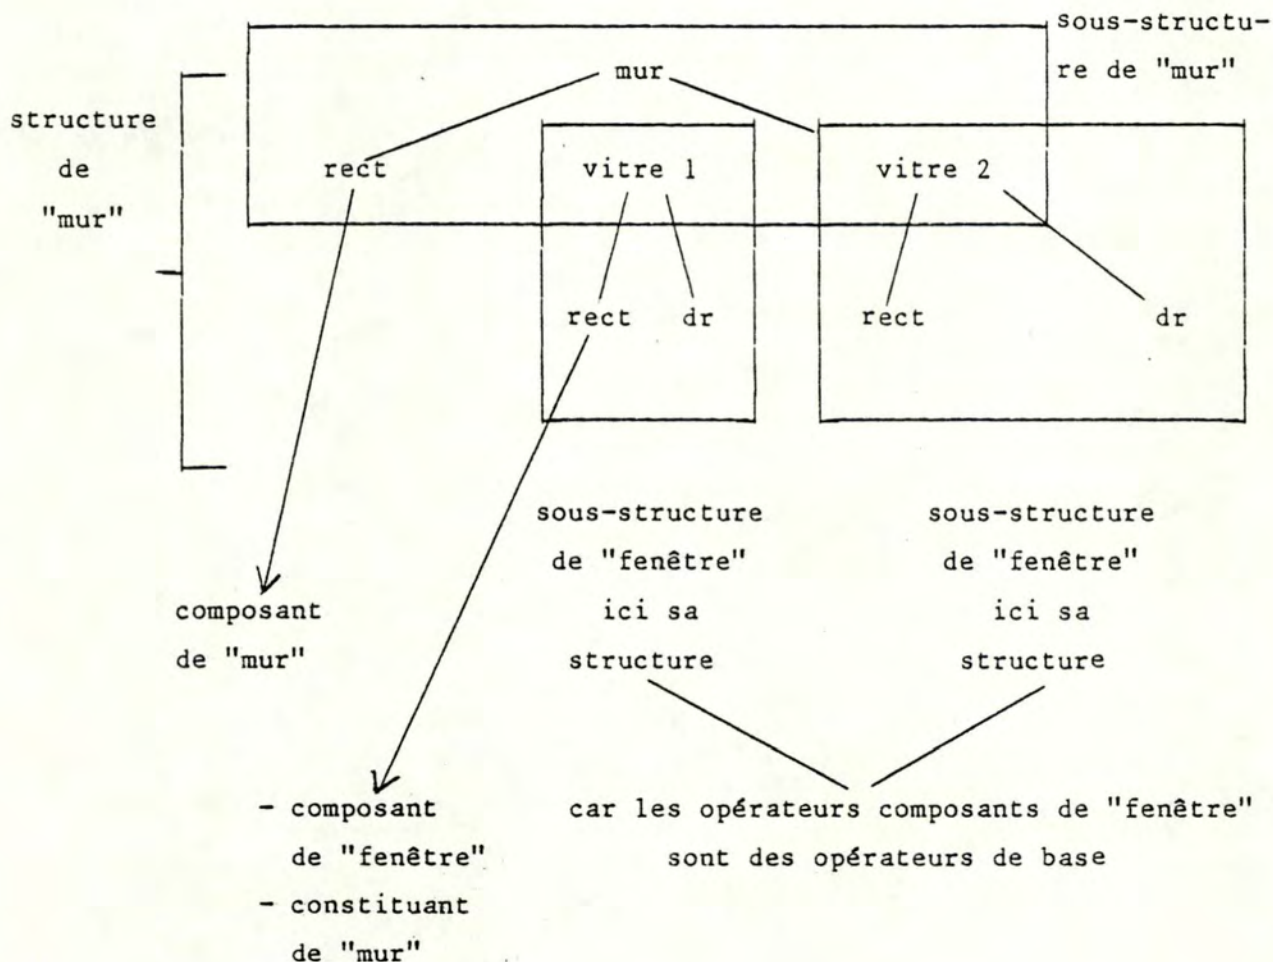 sous-structu-
re de "mur"
mur
structure
de
"mur"
rect
vitre 1
vitre 2
rect dr
rect
dr
sous-structure
de "fenêtre"
ici sa
structure
sous-structure
de "fenêtre"
ici sa
structure
composant
de "mur"
- composant
de "fenêtre"
- constituant
de "mur"
car les opérateurs composants de "fenêtre"
sont des opérateurs de base